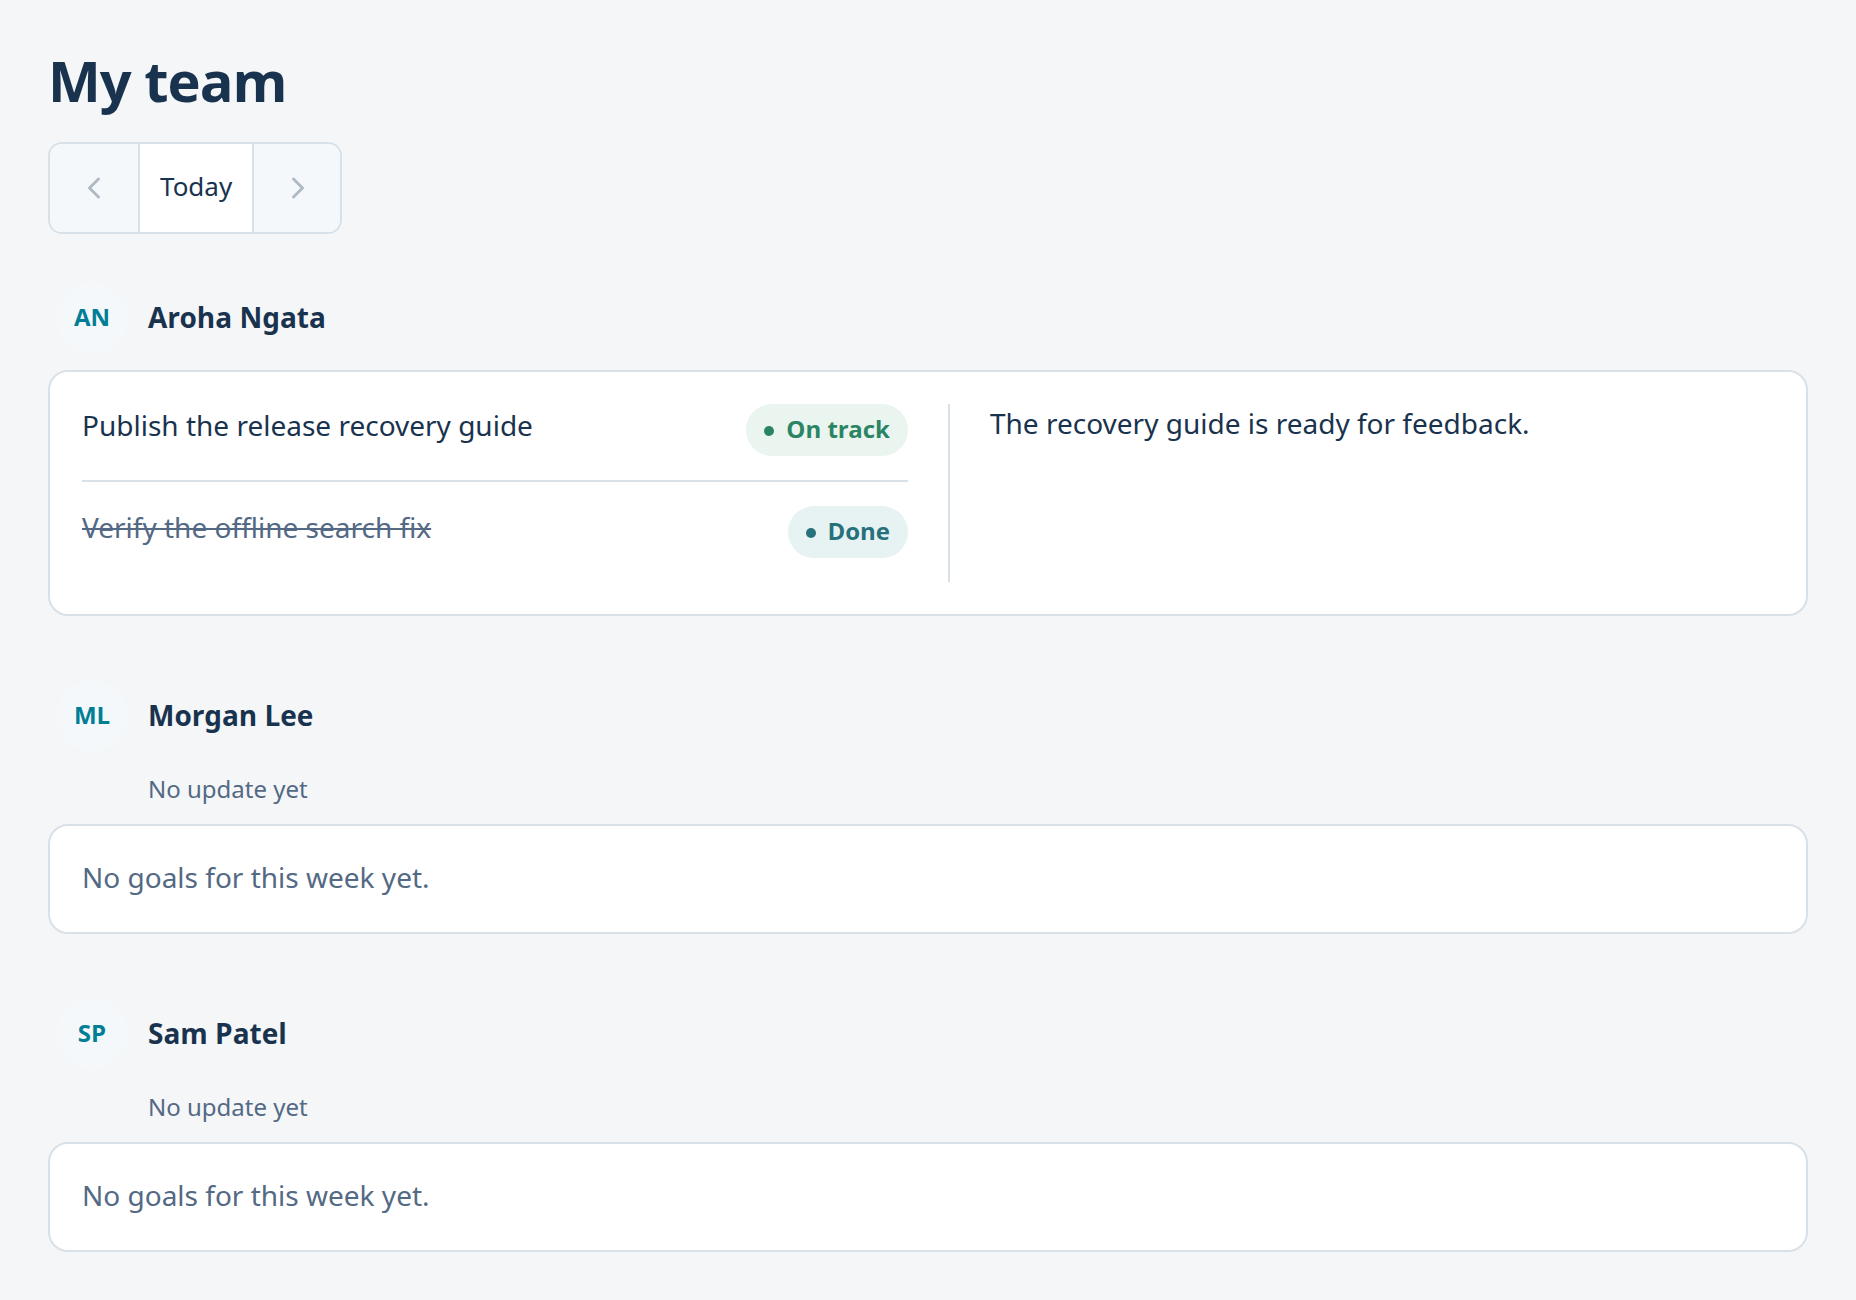 My team
Today
AN
Aroha Ngata
Publish the release recovery guide
On track
Verify the offline search fix
Done
The recovery guide is ready for feedback.
ML
Morgan Lee
No update yet
No goals for this week yet.
SP
Sam Patel
No update yet
No goals for this week yet.